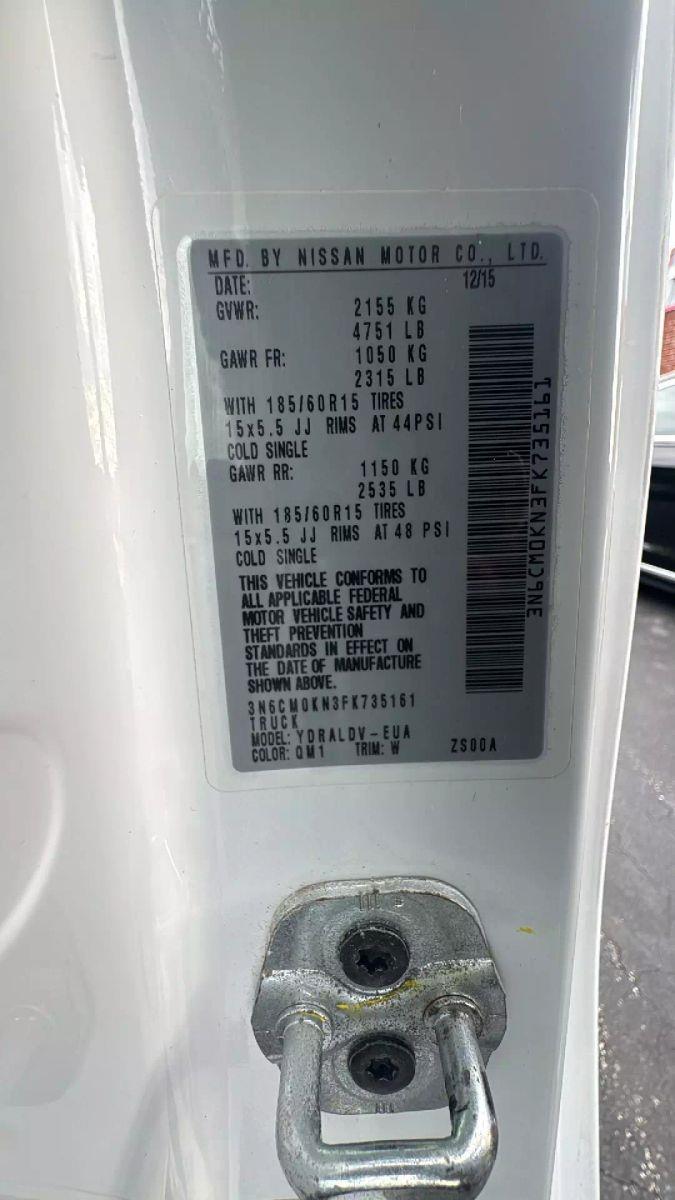 MFD. BY NISSAN MOTOR CO., LTD.
DATE: 12/15
GVWR: 2155 KG
4751 LB
GAWR FR: 1050 KG
2315 LB
WITH 185/60R15 TIRES
15x5.5 JJ RIMS AT 44PSI
COLD SINGLE
GAWR RR: 1150 KG
2535 LB
WITH 185/60R15 TIRES
15x5.5 JJ RIMS AT 48 PSI
COLD SINGLE
THIS VEHICLE CONFORMS TO
ALL APPLICABLE FEDERAL
MOTOR VEHICLE SAFETY AND
THEFT PREVENTION
STANDARDS IN EFFECT ON
THE DATE OF MANUFACTURE
SHOWN ABOVE.
3N6CM0KN3FK735161
TRUCK
MODEL: YDRALDV-EUA
COLOR: QM1 TRIM: W ZS00A
3N6CM0KN3FK735161